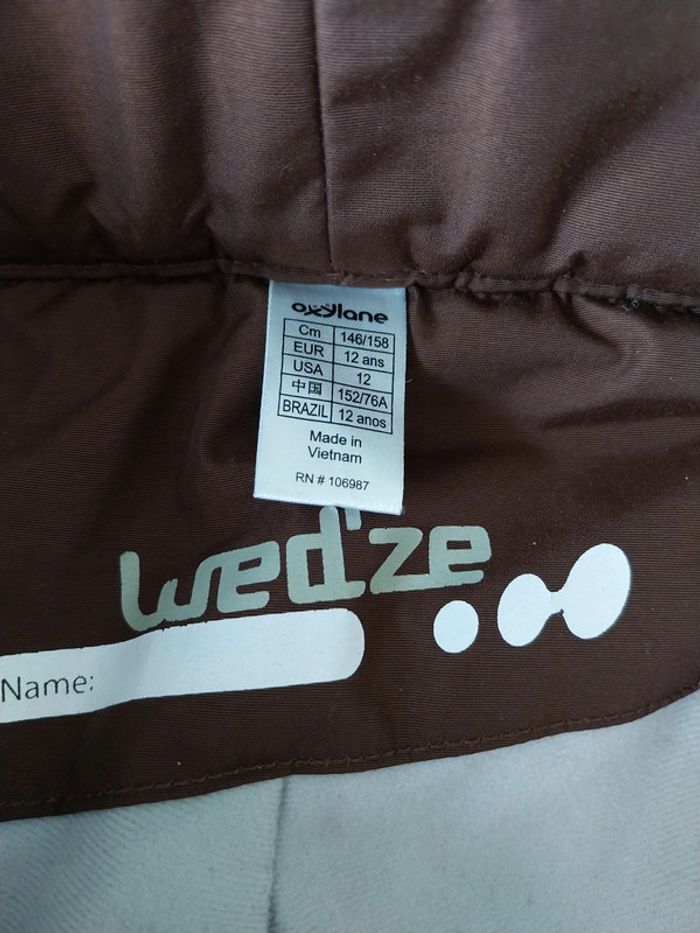 oxylane
Cm 146/158
EUR 12 ans
USA 12
中国 152/76A
BRAZIL 12 anos
Made in
Vietnam
RN # 106987
wed'ze
Name: